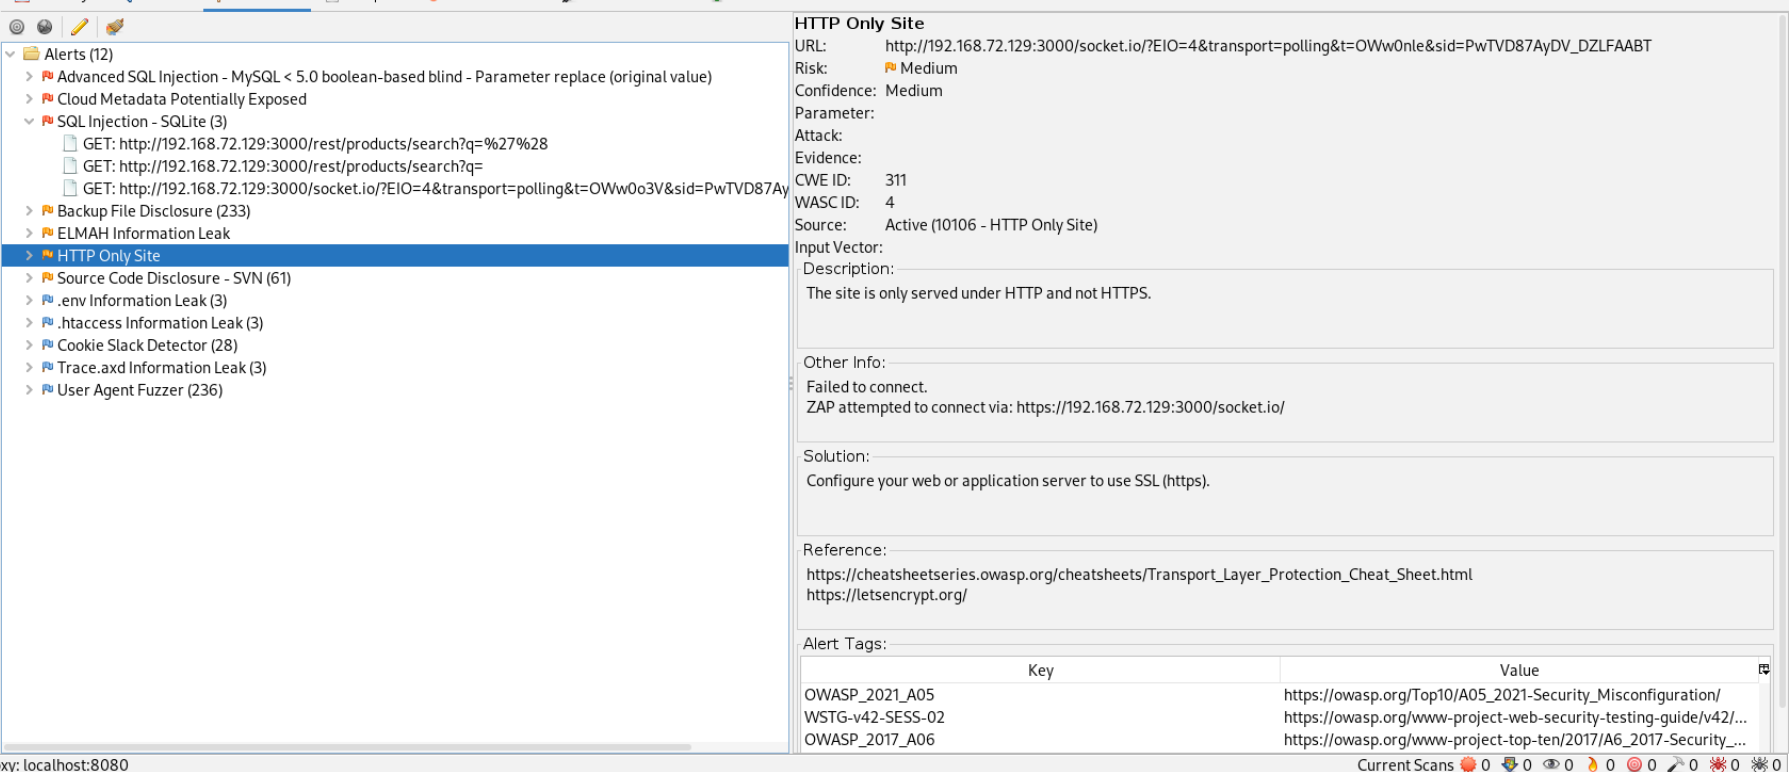 Alerts (12)
Advanced SQL Injection - MySQL < 5.0 boolean-based blind - Parameter replace (original value)
Cloud Metadata Potentially Exposed
SQL Injection - SQLite (3)
GET: http://192.168.72.129:3000/rest/products/search?q=%27%28
GET: http://192.168.72.129:3000/rest/products/search?q=
GET: http://192.168.72.129:3000/socket.io/?EIO=4&transport=polling&t=OWw0o3V&sid=PwTVD87Ay
Backup File Disclosure (233)
ELMAH Information Leak
HTTP Only Site
Source Code Disclosure - SVN (61)
.env Information Leak (3)
.htaccess Information Leak (3)
Cookie Slack Detector (28)
Trace.axd Information Leak (3)
User Agent Fuzzer (236)
HTTP Only Site
URL: http://192.168.72.129:3000/socket.io/?EIO=4&transport=polling&t=OWw0nle&sid=PwTVD87AyDV_DZLFAABT
Risk: Medium
Confidence: Medium
Parameter:
Attack:
Evidence:
CWE ID: 311
WASC ID: 4
Source: Active (10106 - HTTP Only Site)
Input Vector:
Description:
The site is only served under HTTP and not HTTPS.
Other Info:
Failed to connect.
ZAP attempted to connect via: https://192.168.72.129:3000/socket.io/
Solution:
Configure your web or application server to use SSL (https).
Reference:
https://cheatsheetseries.owasp.org/cheatsheets/Transport_Layer_Protection_Cheat_Sheet.html
https://letsencrypt.org/
Alert Tags:
Key Value
OWASP_2021_A05 https://owasp.org/Top10/A05_2021-Security_Misconfiguration/
WSTG-v42-SESS-02 https://owasp.org/www-project-web-security-testing-guide/v42/...
OWASP_2017_A06 https://owasp.org/www-project-top-ten/2017/A6_2017-Security_...
xy: localhost:8080
Current Scans 0 0 0 0 0 0 0 0